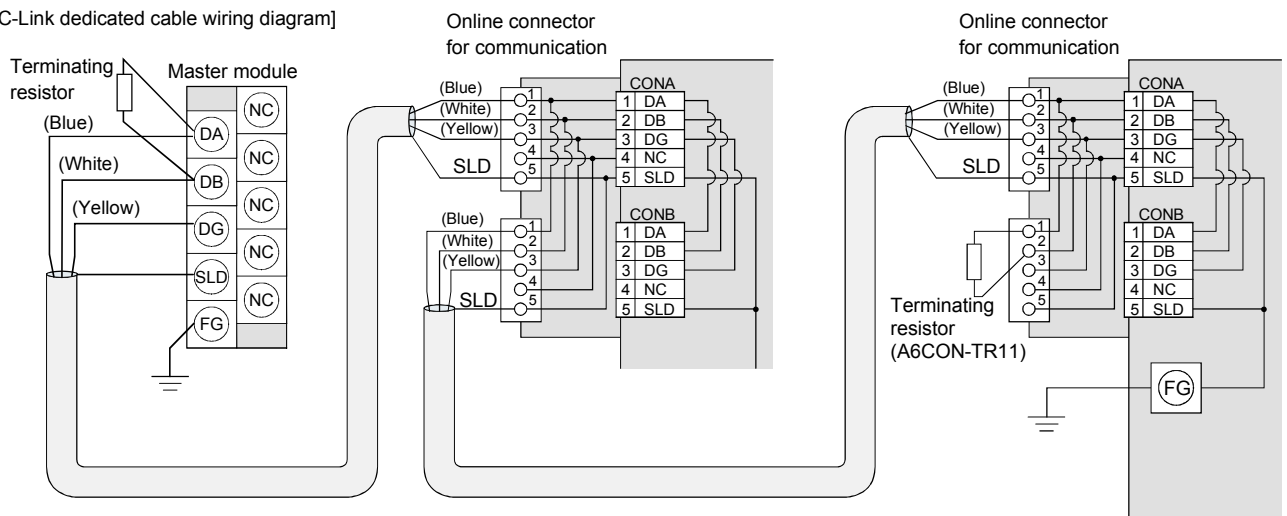 C-Link dedicated cable wiring diagram]
Terminating
resistor
Master module
(Blue)
(White)
(Yellow)
DA
DB
DG
SLD
FG
NC
NC
NC
NC
NC
Online connector
for communication
(Blue)
(White)
(Yellow)
SLD
1
2
3
4
5
CONA
1 DA
2 DB
3 DG
4 NC
5 SLD
(Blue)
(White)
(Yellow)
SLD
1
2
3
4
5
CONB
1 DA
2 DB
3 DG
4 NC
5 SLD
Online connector
for communication
(Blue)
(White)
(Yellow)
SLD
1
2
3
4
5
CONA
1 DA
2 DB
3 DG
4 NC
5 SLD
1
2
3
4
5
CONB
1 DA
2 DB
3 DG
4 NC
5 SLD
Terminating
resistor
(A6CON-TR11)
FG